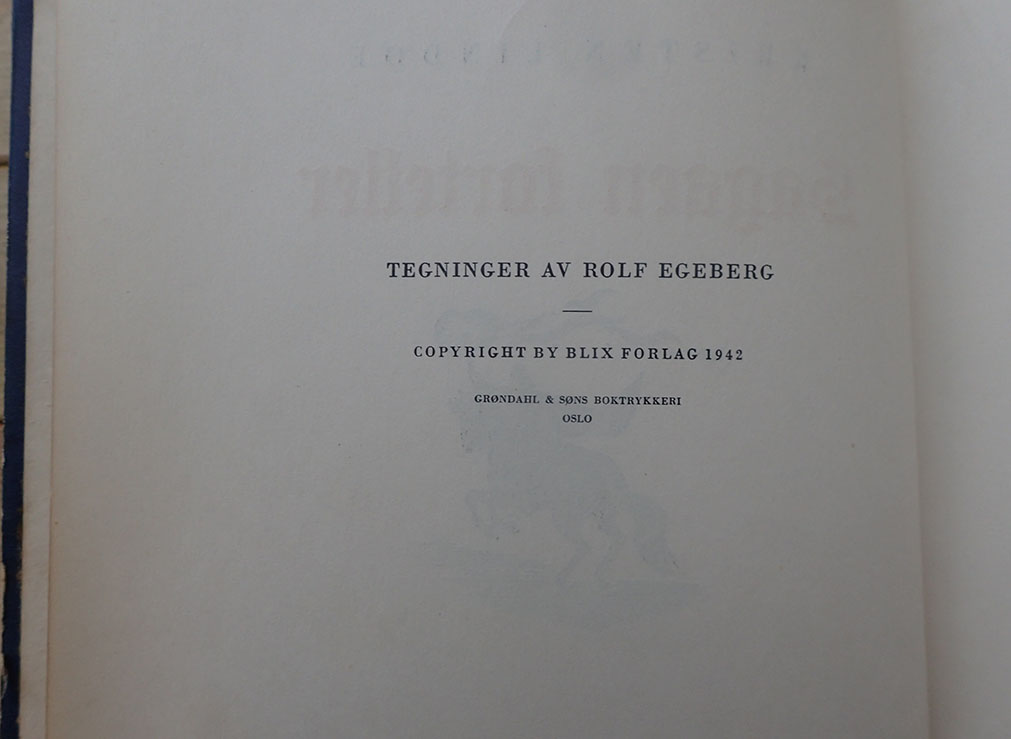 TEGNINGER AV ROLF EGEBERG
COPYRIGHT BY BLIX FORLAG 1942
GRØNDAHL & SØNS BOKTRYKKERI
OSLO